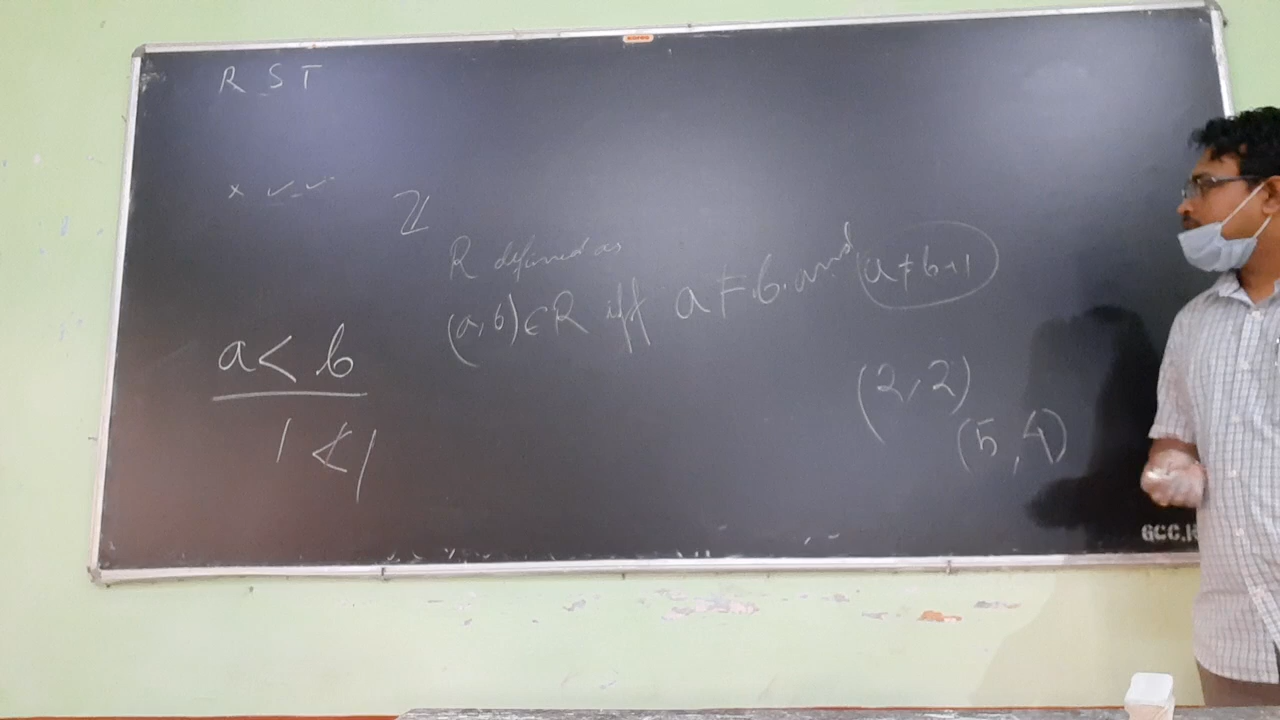 R S T
× ✓ ✓
ℤ
R defined as
(a, b) ∈ R iff a ≠ b and a ≠ b+1
a < b
1 ≮ 1
(2, 2)
(5, 4)